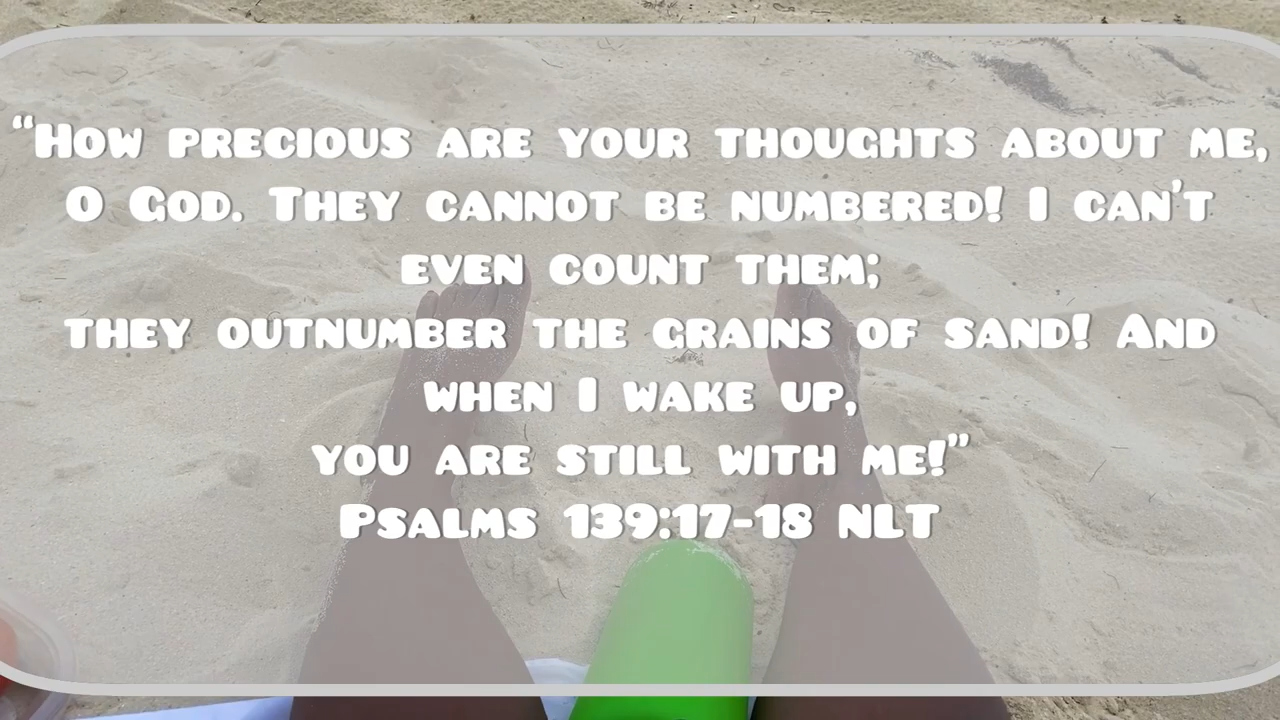 “How precious are your thoughts about me,
O God. They cannot be numbered! I can't
even count them;
they outnumber the grains of sand! And
when I wake up,
you are still with me!”
Psalms 139:17-18 NLT